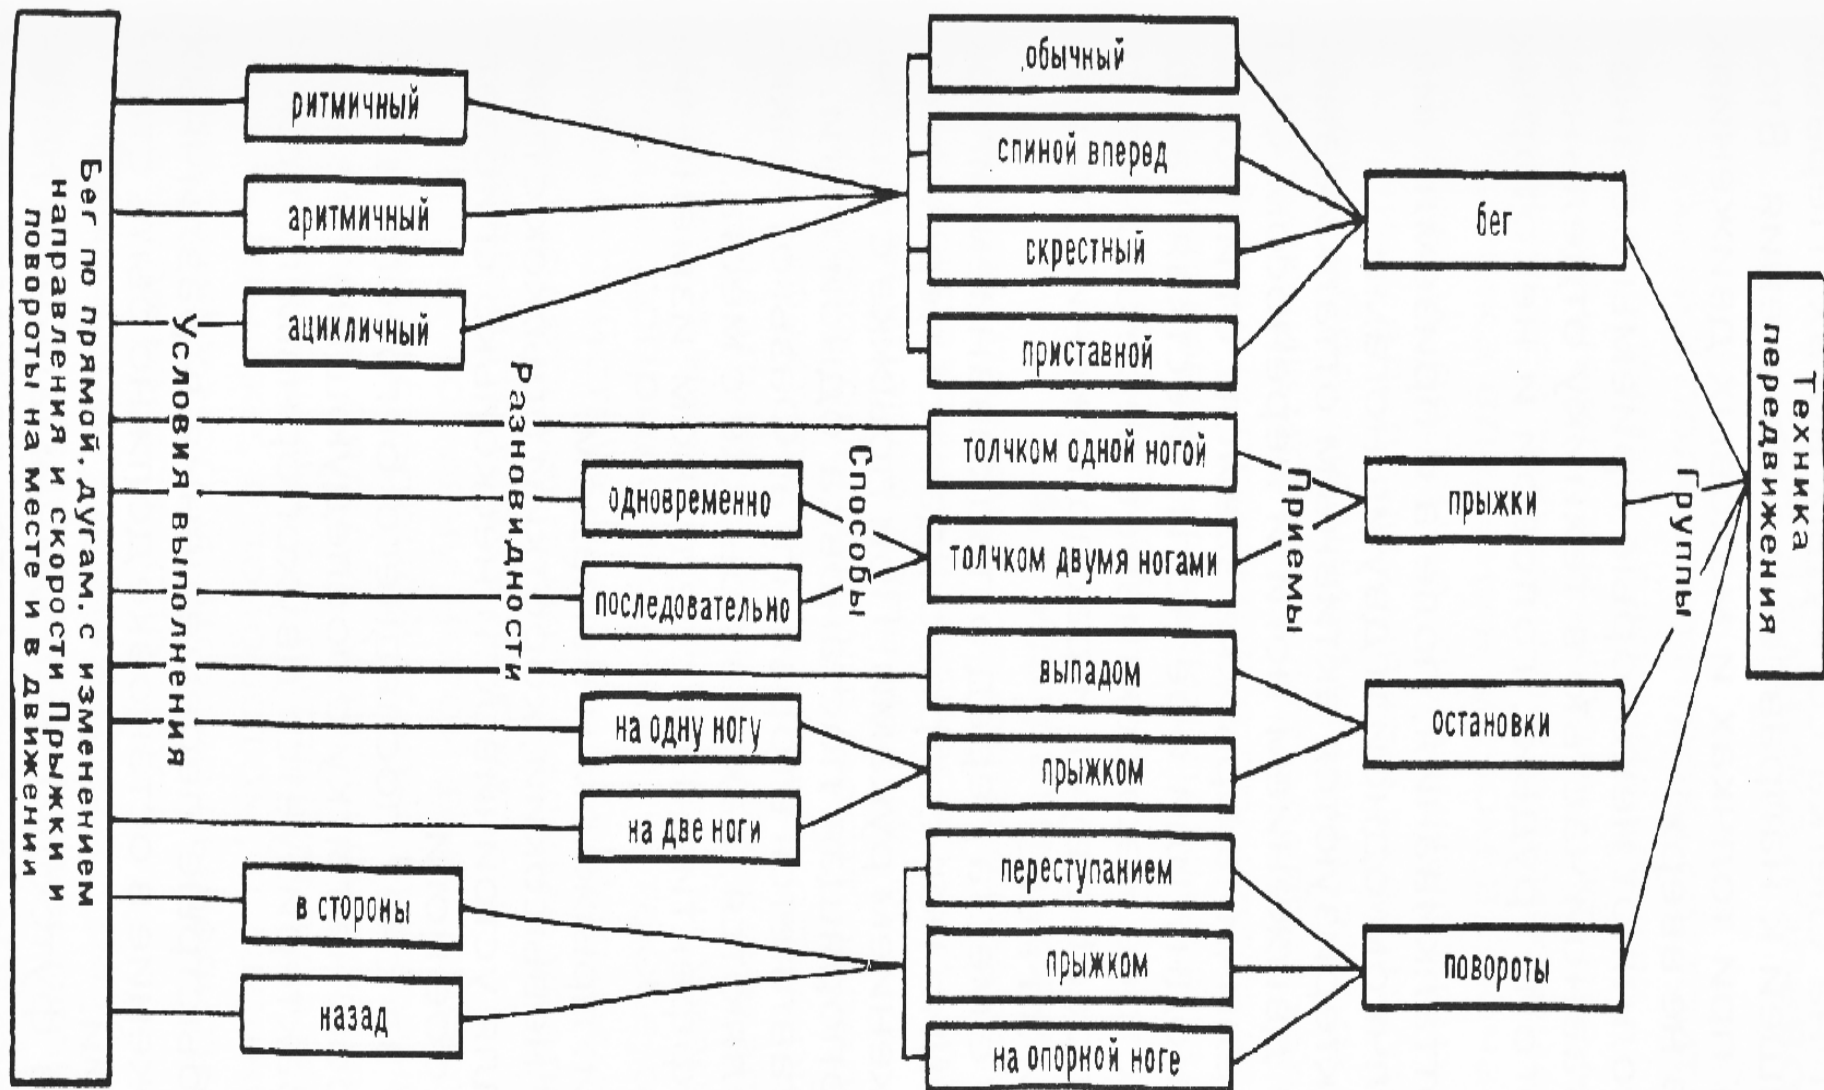 Техника
передвижения
Группы
бег
прыжки
остановки
повороты
Приемы
обычный
спиной вперед
скрестный
приставной
толчком одной ногой
толчком двумя ногами
выпадом
прыжком
переступанием
прыжком
на опорной ноге
Способы
одновременно
последовательно
на одну ногу
на две ноги
Разновидности
ритмичный
аритмичный
ацикличный
в стороны
назад
Условия выполнения
Бег по прямой, дугам, с изменением
направления и скорости Прыжки и
повороты на месте и в движении